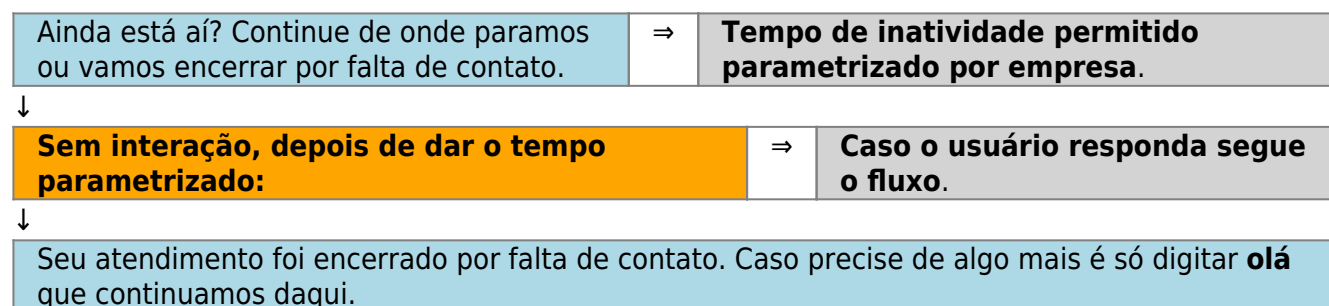 Ainda está aí? Continue de onde paramos
ou vamos encerrar por falta de contato.
⇒
Tempo de inatividade permitido
parametrizado por empresa.
↓
Sem interação, depois de dar o tempo
parametrizado:
⇒
Caso o usuário responda segue
o fluxo.
↓
Seu atendimento foi encerrado por falta de contato. Caso precise de algo mais é só digitar olá
que continuamos daqui.